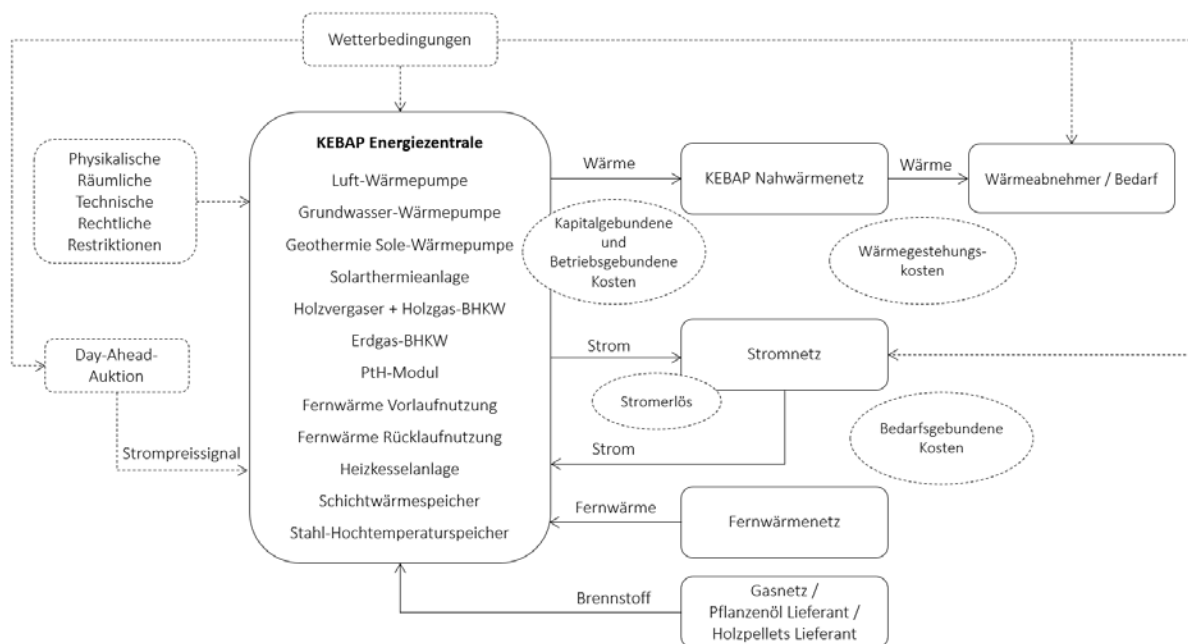 Wetterbedingungen
Physikalische
Räumliche
Technische
Rechtliche
Restriktionen
Day-Ahead-
Auktion
Strompreissignal
KEBAP Energiezentrale
Luft-Wärmepumpe
Grundwasser-Wärmepumpe
Geothermie Sole-Wärmepumpe
Solarthermieanlage
Holzvergaser + Holzgas-BHKW
Erdgas-BHKW
PtH-Modul
Fernwärme Vorlaufnutzung
Fernwärme Rücklaufnutzung
Heizkesselanlage
Schichtwärmespeicher
Stahl-Hochtemperaturspeicher
Wärme
KEBAP Nahwärmenetz
Wärme
Wärmeabnehmer / Bedarf
Kapitalgebundene
und
Betriebsgebundene
Kosten
Wärmegestehungs-
kosten
Strom
Stromnetz
Stromerlös
Bedarfsgebundene
Kosten
Strom
Fernwärme
Fernwärmenetz
Brennstoff
Gasnetz /
Pflanzenöl Lieferant /
Holzpellets Lieferant